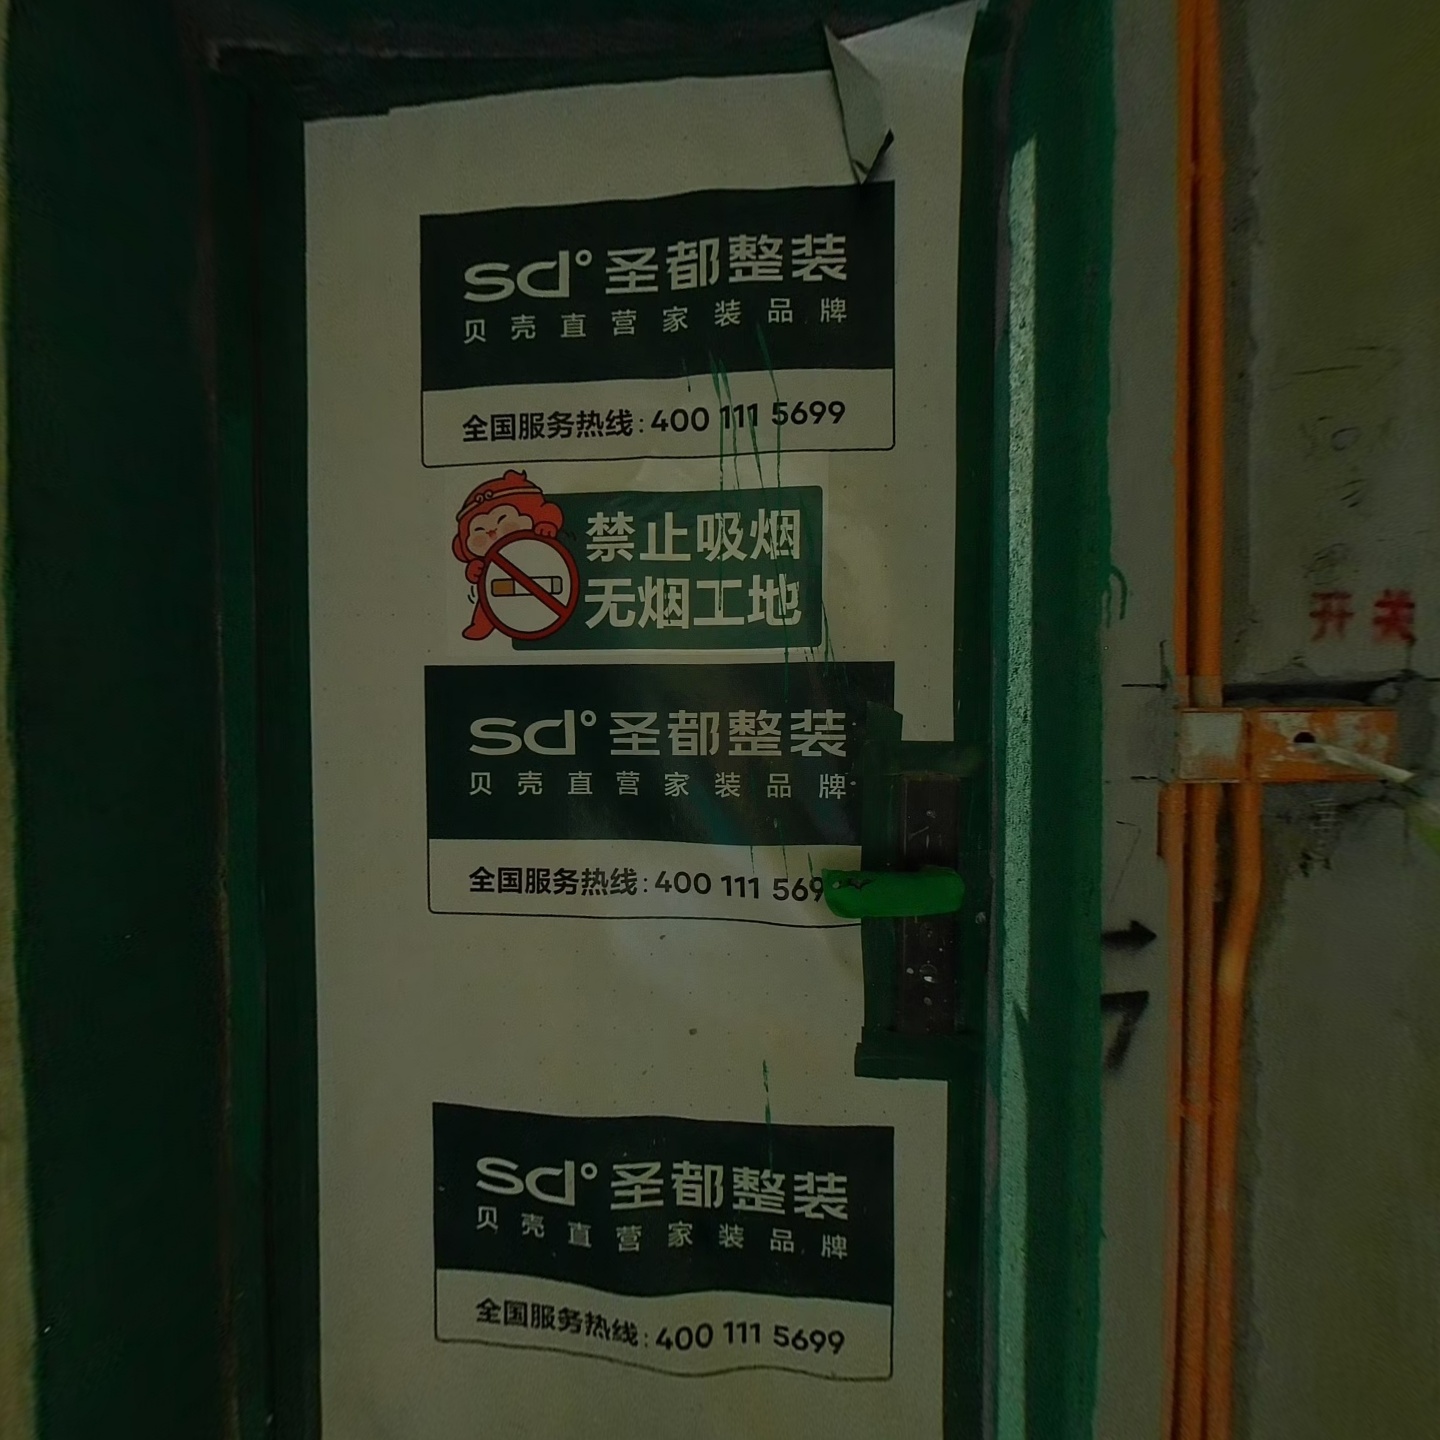 sd°圣都整装
贝壳直营家装品牌
全国服务热线:400 111 5699
禁止吸烟
无烟工地
开关
sd°圣都整装
贝壳直营家装品牌
全国服务热线:400 111 569
sd°圣都整装
贝壳直营家装品牌
全国服务热线:400 111 5699